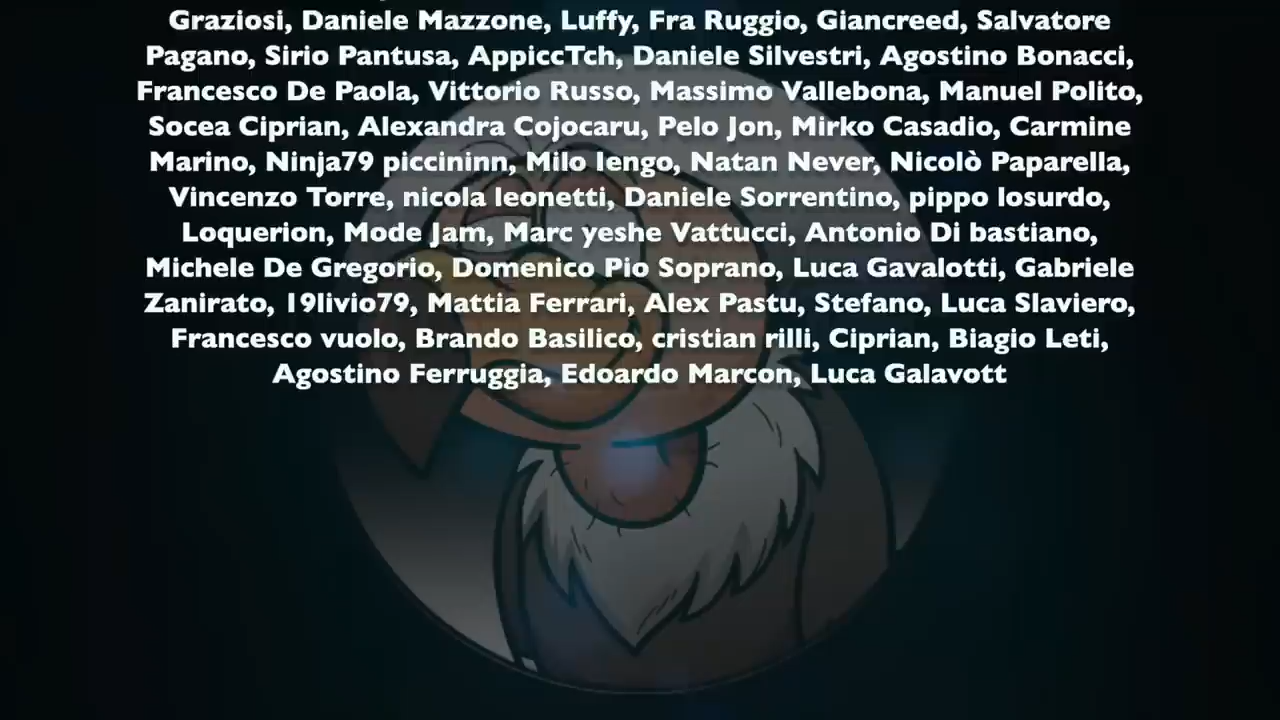 Graziosi, Daniele Mazzone, Luffy, Fra Ruggio, Giancreed, Salvatore
Pagano, Sirio Pantusa, AppiccTch, Daniele Silvestri, Agostino Bonacci,
Francesco De Paola, Vittorio Russo, Massimo Vallebona, Manuel Polito,
Socea Ciprian, Alexandra Cojocaru, Pelo Jon, Mirko Casadio, Carmine
Marino, Ninja79 piccininn, Milo Iengo, Natan Never, Nicolò Paparella,
Vincenzo Torre, nicola leonetti, Daniele Sorrentino, pippo losurdo,
Loquerion, Mode Jam, Marc yeshe Vattucci, Antonio Di bastiano,
Michele De Gregorio, Domenico Pio Soprano, Luca Gavalotti, Gabriele
Zanirato, 19livio79, Mattia Ferrari, Alex Pastu, Stefano, Luca Slaviero,
Francesco vuolo, Brando Basilico, cristian rilli, Ciprian, Biagio Leti,
Agostino Ferruggia, Edoardo Marcon, Luca Galavott